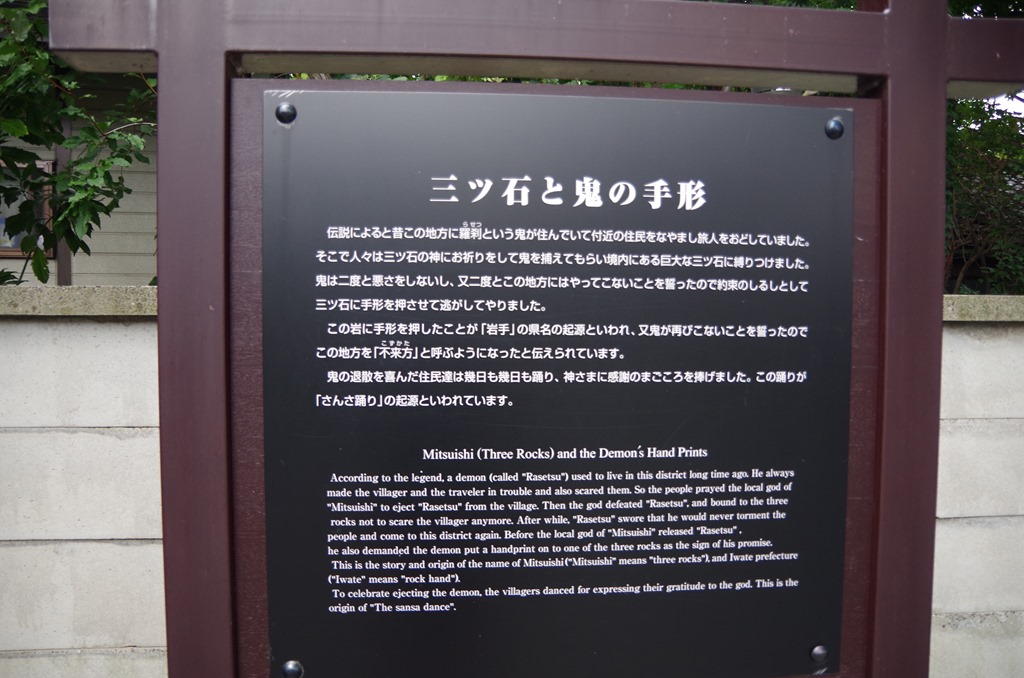 三ツ石と鬼の手形
伝説によると昔この地方に羅刹という鬼が住んでいて付近の住民をなやまし旅人をおどしていました。
らせつ
そこで人々は三ツ石の神にお祈りをして鬼を捕えてもらい境内にある巨大な三ツ石に縛りつけました。
鬼は二度と悪さをしないし、又二度とこの地方にはやってこないことを誓ったので約束のしるしとして
三ツ石に手形を押させて逃がしてやりました。
この岩に手形を押したことが「岩手」の県名の起源といわれ、又鬼が再びこないことを誓ったので
こずかた
この地方を「不来方」と呼ぶようになったと伝えられています。
鬼の退散を喜んだ住民達は幾日も幾日も踊り、神さまに感謝のまごころを捧げました。この踊りが
「さんさ踊り」の起源といわれています。
Mitsuishi (Three Rocks) and the Demon's Hand Prints
According to the legend, a demon (called "Rasetsu") used to live in this district long time ago. He always
made the villager and the traveler in trouble and also scared them. So the people prayed the local god of
"Mitsuishi" to eject "Rasetsu" from the village. Then the god defeated "Rasetsu", and bound to the three
rocks not to scare the villager anymore. After while, "Rasetsu" swore that he would never torment the
people and come to this district again. Before the local god of "Mitsuishi" released "Rasetsu",
he also demanded the demon put a handprint on to one of the three rocks as the sign of his promise.
This is the story and origin of the name of Mitsuishi ("Mitsuishi" means "three rocks"), and Iwate prefecture
("Iwate" means "rock hand").
To celebrate ejecting the demon, the villagers danced for expressing their gratitude to the god. This is the
origin of "The sansa dance".